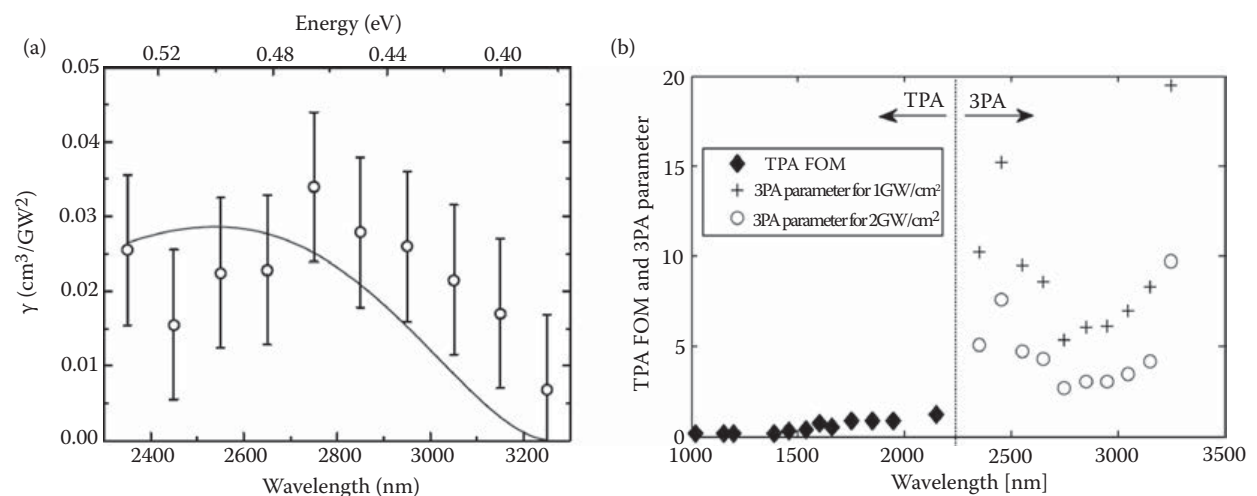 (a)
Energy (eV)
0.52 0.48 0.44 0.40
0.05
0.04
0.03
0.02
0.01
0.00
γ (cm³/GW²)
2400 2600 2800 3000 3200
Wavelength (nm)
(b)
TPA 3PA
TPA FOM
3PA parameter for 1GW/cm²
3PA parameter for 2GW/cm²
20
15
10
5
0
TPA FOM and 3PA parameter
1000 1500 2000 2500 3000 3500
Wavelength [nm]